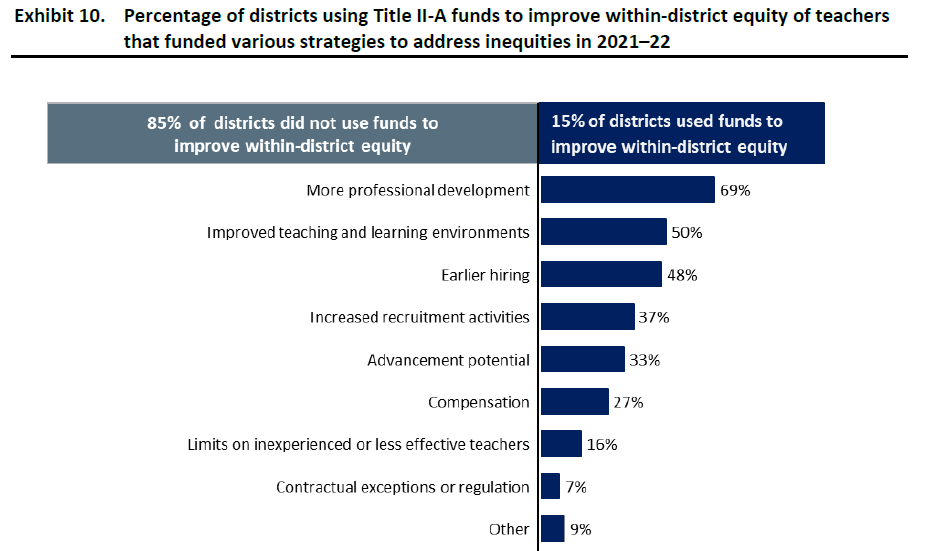 Exhibit 10. Percentage of districts using Title II-A funds to improve within-district equity of teachers
that funded various strategies to address inequities in 2021–22
85% of districts did not use funds to
improve within-district equity
15% of districts used funds to
improve within-district equity
More professional development 69%
Improved teaching and learning environments 50%
Earlier hiring 48%
Increased recruitment activities 37%
Advancement potential 33%
Compensation 27%
Limits on inexperienced or less effective teachers 16%
Contractual exceptions or regulation 7%
Other 9%